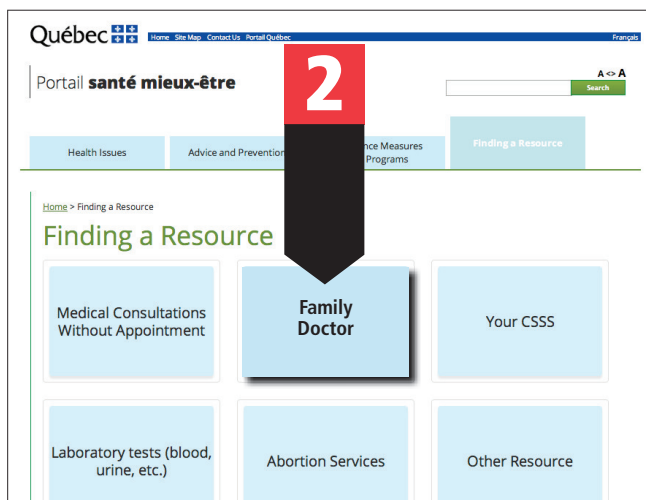 Québec
Home Site Map Contact Us Portail Québec
Français
Portail santé mieux-être
A <> A
Search
2
Health Issues
Advice and Prevention
nce Measures
Programs
Finding a Resource
Home > Finding a Resource
Finding a Resource
Medical Consultations
Without Appointment
Family
Doctor
Your CSSS
Laboratory tests (blood,
urine, etc.)
Abortion Services
Other Resource